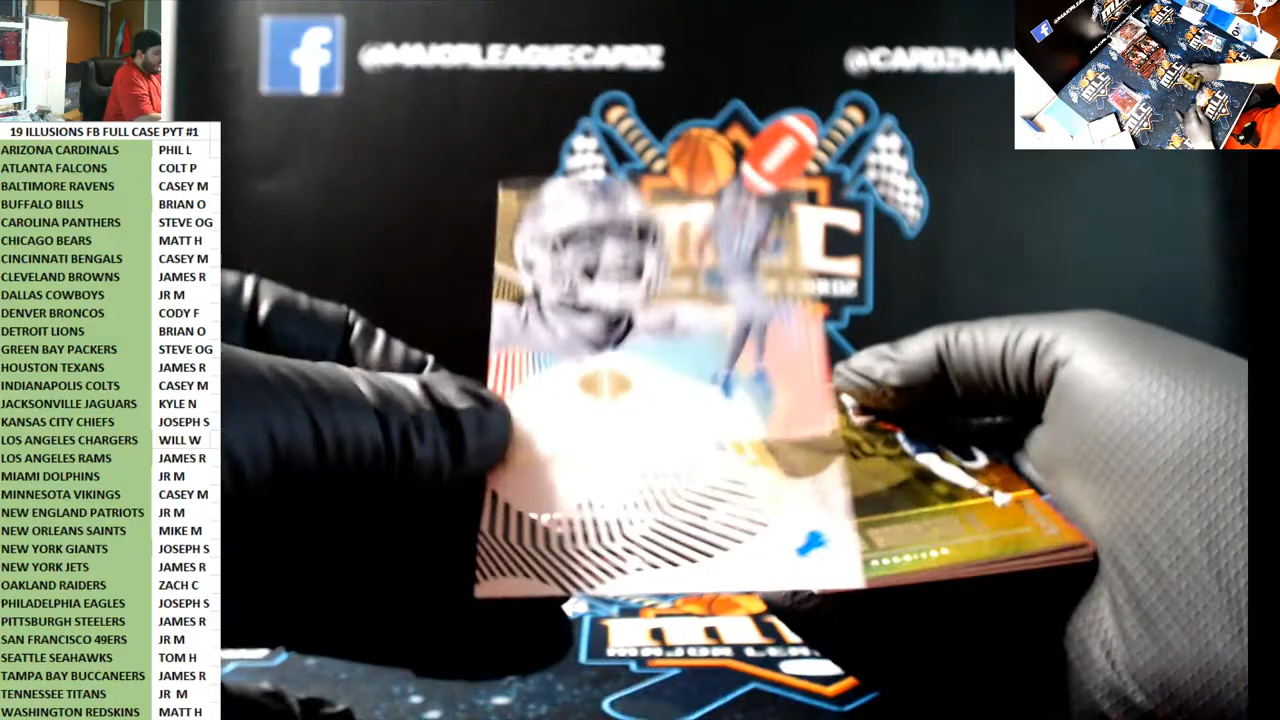 @MAJORLEAGUECARDZ
19 ILLUSIONS FB FULL CASE PYT #1
ARIZONA CARDINALS PHIL L
ATLANTA FALCONS COLT P
BALTIMORE RAVENS CASEY M
BUFFALO BILLS BRIAN O
CAROLINA PANTHERS STEVE OG
CHICAGO BEARS MATT H
CINCINNATI BENGALS CASEY M
CLEVELAND BROWNS JAMES R
DALLAS COWBOYS JR M
DENVER BRONCOS CODY F
DETROIT LIONS BRIAN O
GREEN BAY PACKERS STEVE OG
HOUSTON TEXANS JAMES R
INDIANAPOLIS COLTS CASEY M
JACKSONVILLE JAGUARS KYLE N
KANSAS CITY CHIEFS JOSEPH S
LOS ANGELES CHARGERS WILL W
LOS ANGELES RAMS JAMES R
MIAMI DOLPHINS JR M
MINNESOTA VIKINGS CASEY M
NEW ENGLAND PATRIOTS JR M
NEW ORLEANS SAINTS MIKE M
NEW YORK GIANTS JOSEPH S
NEW YORK JETS JAMES R
OAKLAND RAIDERS ZACH C
PHILADELPHIA EAGLES JOSEPH S
PITTSBURGH STEELERS JAMES R
SAN FRANCISCO 49ERS JR M
SEATTLE SEAHAWKS TOM H
TAMPA BAY BUCCANEERS JAMES R
TENNESSEE TITANS JR M
WASHINGTON REDSKINS MATT H
@CARDZMAN
MLC